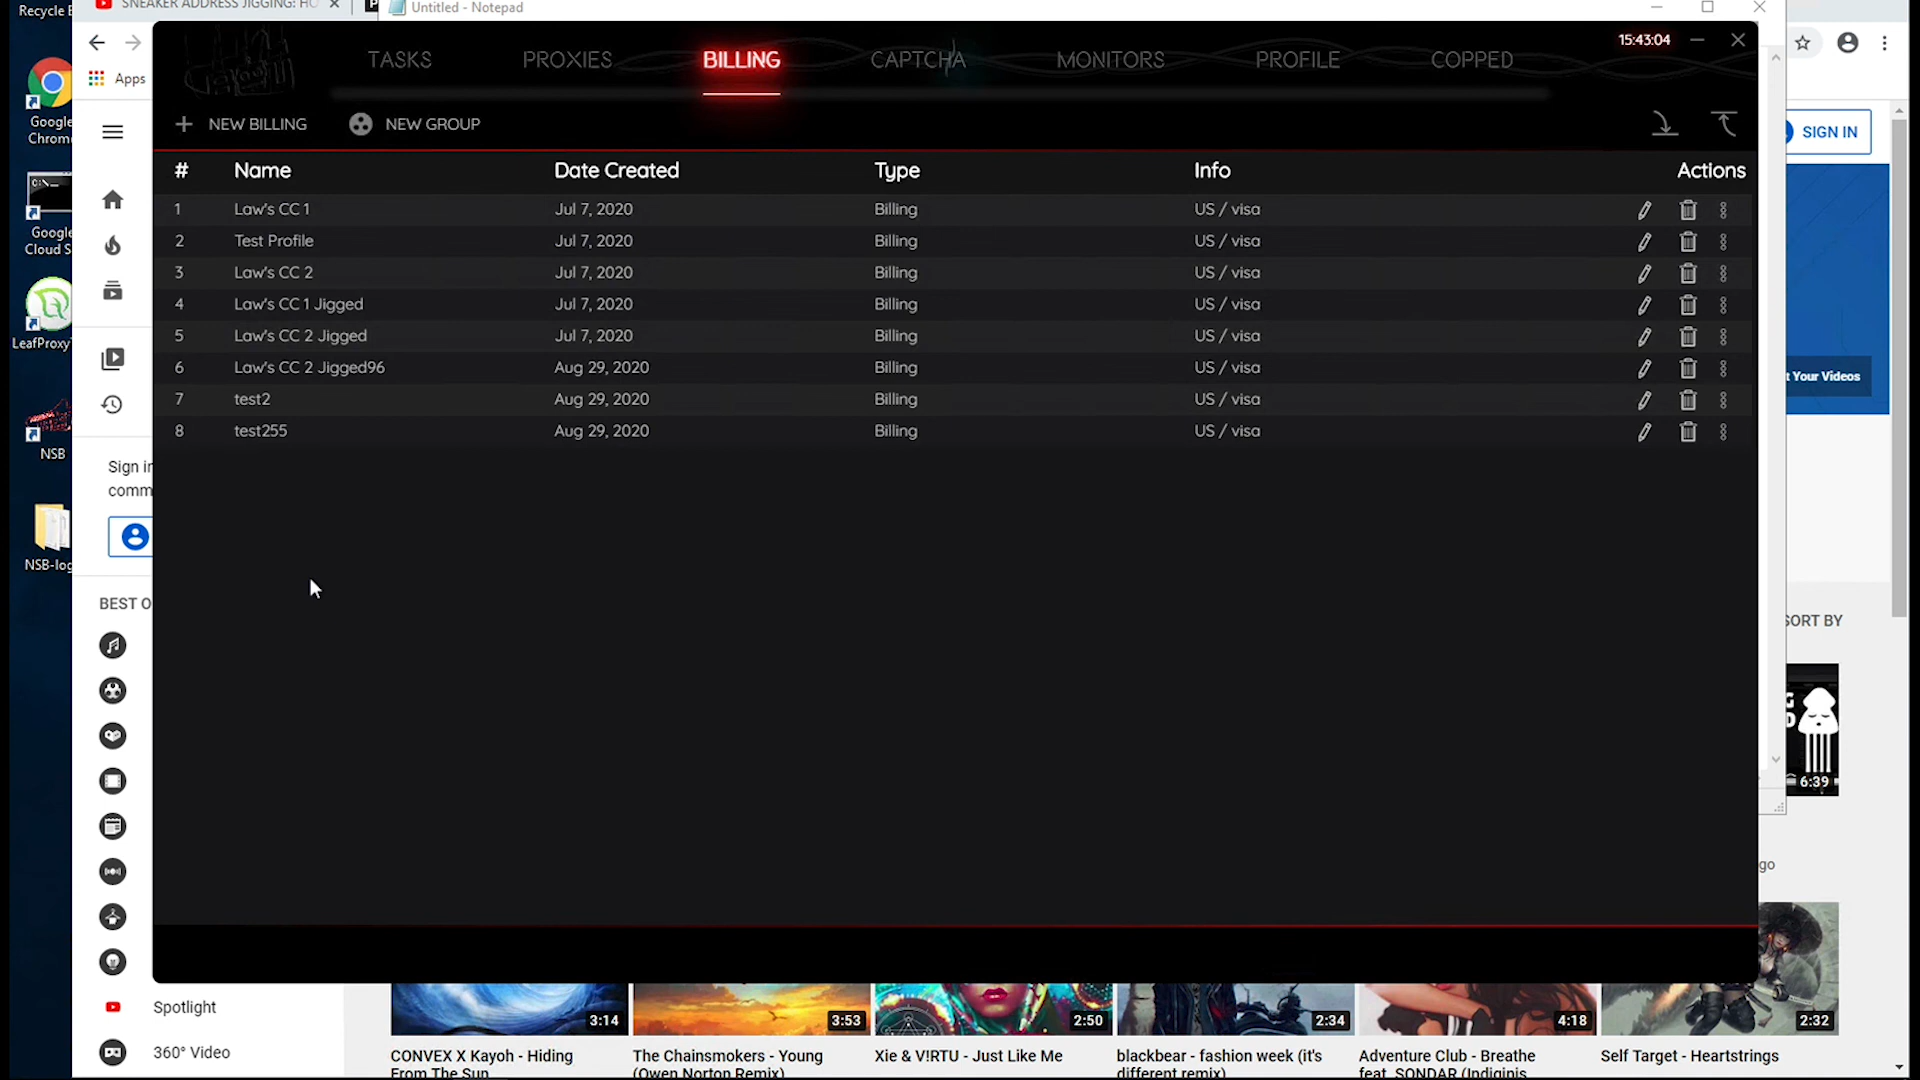 Recycle B
SNEAKER ADDRESS JIGGING: HO
Untitled - Notepad
Apps
Google
Chrome
Google
Cloud S
LeafProxy
NSB
NSB-log
15:43:04
TASKS
PROXIES
BILLING
CAPTCHA
MONITORS
PROFILE
COPPED
NEW BILLING
NEW GROUP
# Name Date Created Type Info Actions
1 Law's CC 1 Jul 7, 2020 Billing US / visa
2 Test Profile Jul 7, 2020 Billing US / visa
3 Law's CC 2 Jul 7, 2020 Billing US / visa
4 Law's CC 1 Jigged Jul 7, 2020 Billing US / visa
5 Law's CC 2 Jigged Jul 7, 2020 Billing US / visa
6 Law's CC 2 Jigged96 Aug 29, 2020 Billing US / visa
7 test2 Aug 29, 2020 Billing US / visa
8 test255 Aug 29, 2020 Billing US / visa
SIGN IN
t Your Videos
Sign in
comm
BEST O
SORT BY
6:39
go
Spotlight
360° Video
3:14
3:53
2:50
2:34
4:18
2:32
CONVEX X Kayoh - Hiding
From The Sun
The Chainsmokers - Young
(Owen Norton Remix)
Xie & V!RTU - Just Like Me
blackbear - fashion week (it's
different remix)
Adventure Club - Breathe
feat. SONDAR (Indiginis
Self Target - Heartstrings